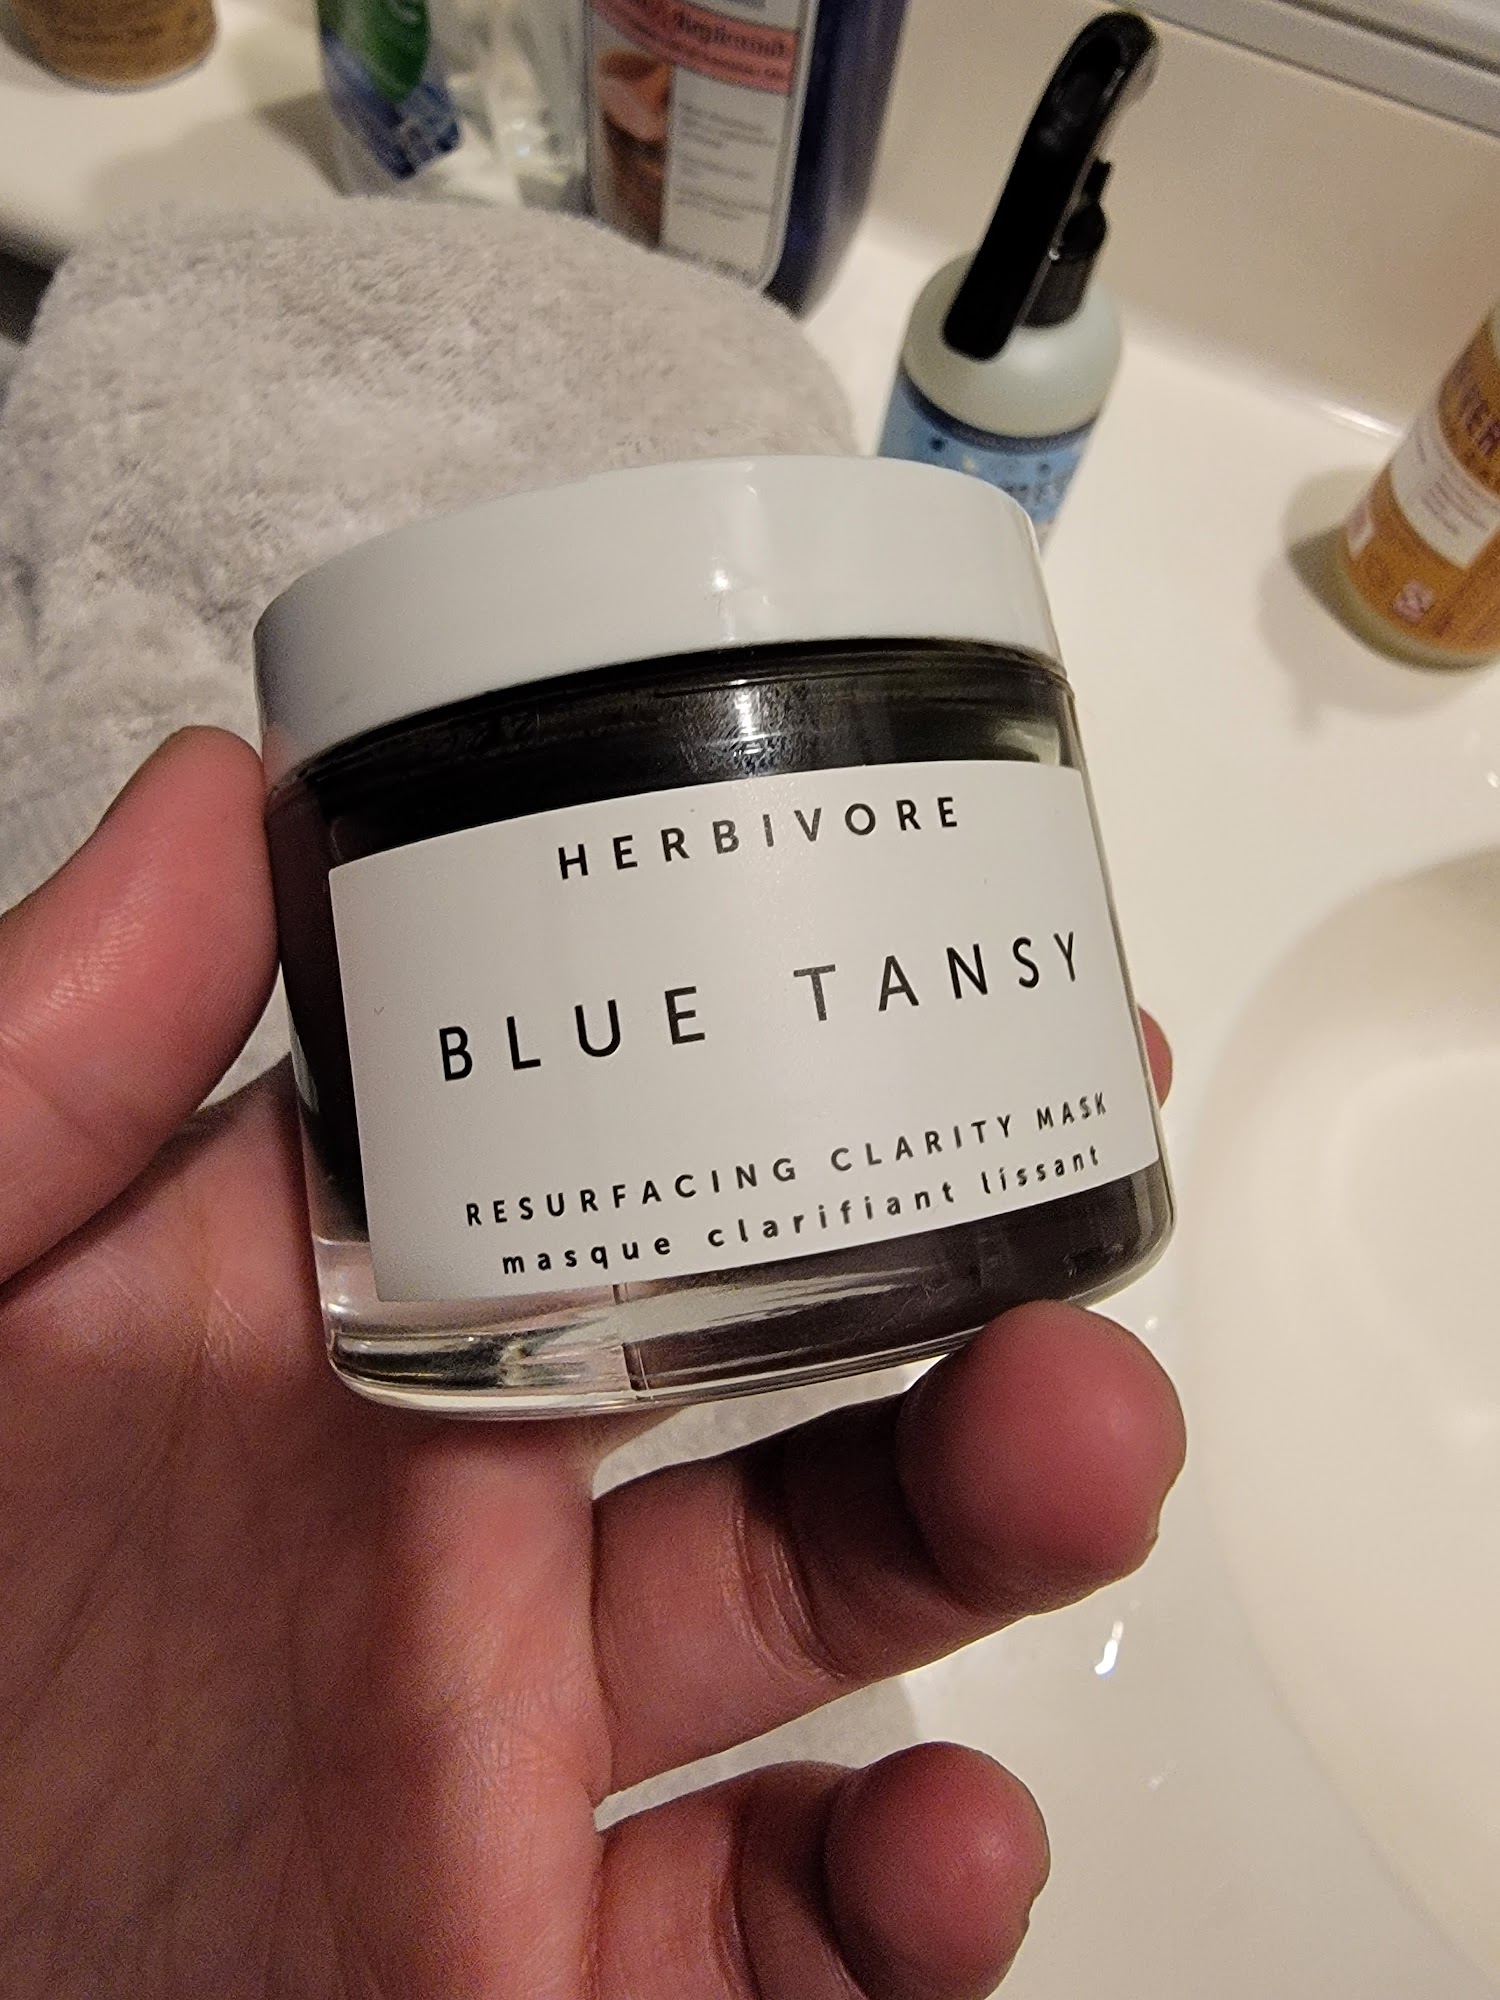 HERBIVORE
BLUE TANSY
RESURFACING CLARITY MASK
masque clarifiant lissant